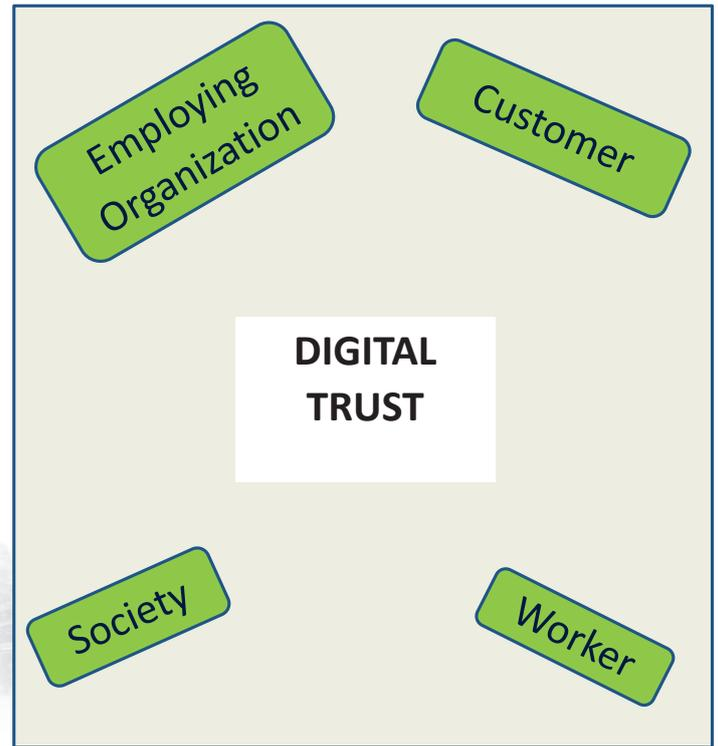 Employing
Organization
Customer
DIGITAL
TRUST
Society
Worker